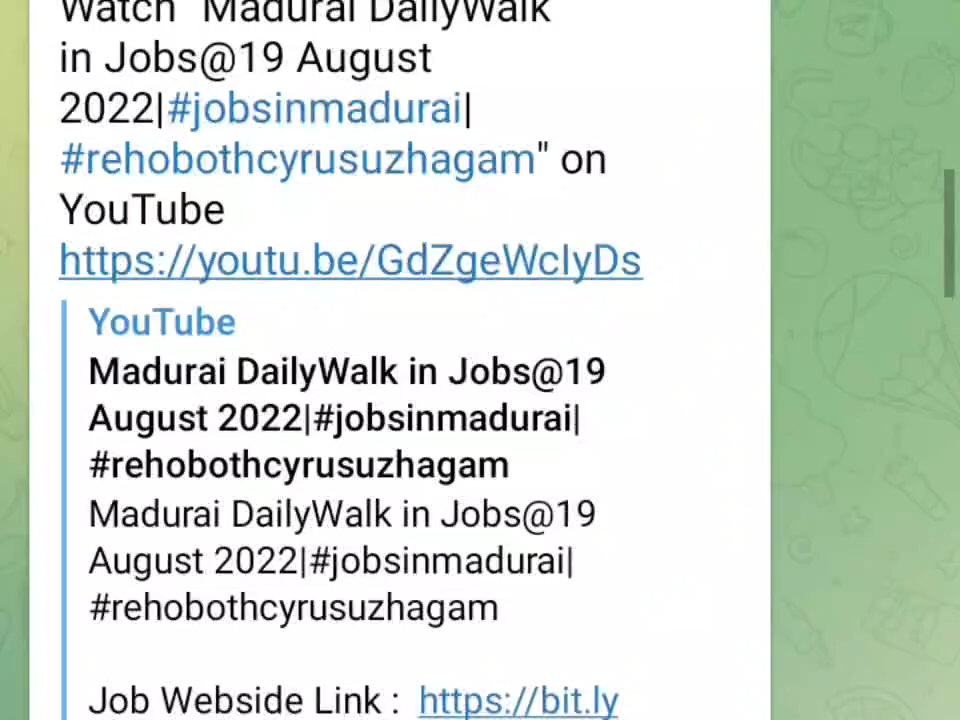 Watch "Madurai DailyWalk
in Jobs@19 August
2022|#jobsinmadurai|
#rehobothcyrusuzhagam" on
YouTube
https://youtu.be/GdZgeWcIyDs
YouTube
Madurai DailyWalk in Jobs@19
August 2022|#jobsinmadurai|
#rehobothcyrusuzhagam
Madurai DailyWalk in Jobs@19
August 2022|#jobsinmadurai|
#rehobothcyrusuzhagam
Job Webside Link : https://bit.ly